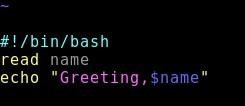 ~
#!/bin/bash
read name
echo "Greeting,$name"